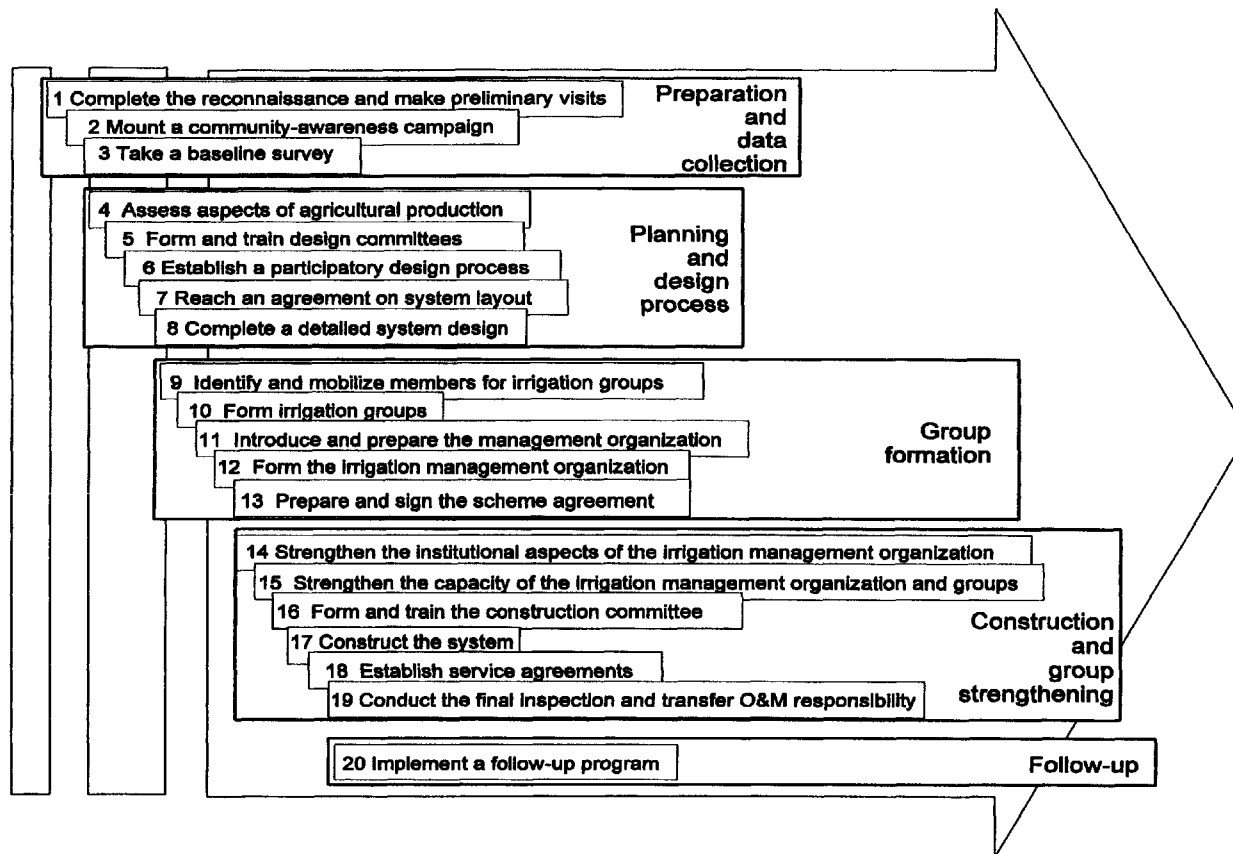 1 Complete the reconnaissance and make preliminary visits
2 Mount a community-awareness campaign
3 Take a baseline survey
Preparation
and
data
collection
4 Assess aspects of agricultural production
5 Form and train design committees
6 Establish a participatory design process
7 Reach an agreement on system layout
8 Complete a detailed system design
Planning
and
design
process
9 Identify and mobilize members for irrigation groups
10 Form irrigation groups
11 Introduce and prepare the management organization
12 Form the irrigation management organization
13 Prepare and sign the scheme agreement
Group
formation
14 Strengthen the institutional aspects of the irrigation management organization
15 Strengthen the capacity of the irrigation management organization and groups
16 Form and train the construction committee
17 Construct the system
18 Establish service agreements
19 Conduct the final inspection and transfer O&M responsibility
Construction
and
group
strengthening
20 Implement a follow-up program
Follow-up